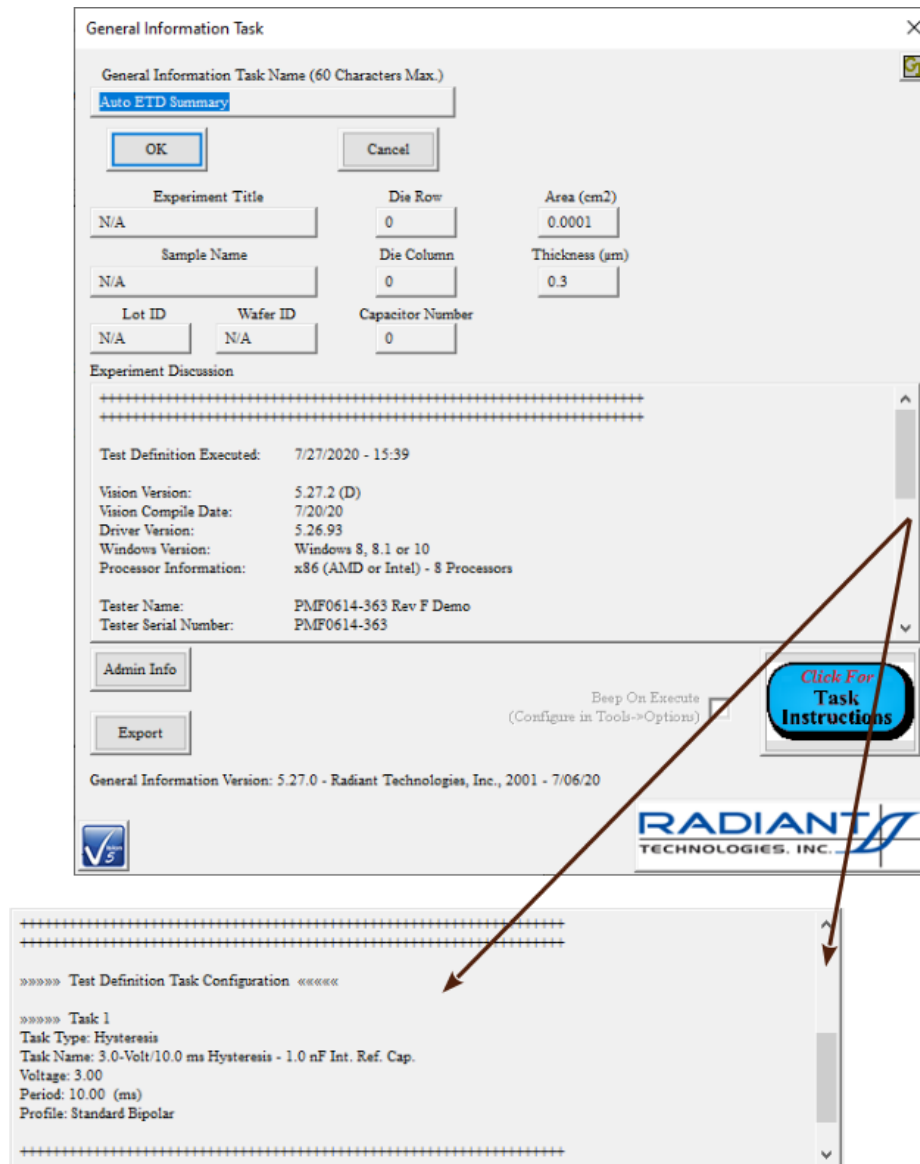 General Information Task
General Information Task Name (60 Characters Max.)
Auto ETD Summary
OK Cancel
Experiment Title Die Row Area (cm2)
N/A 0 0.0001
Sample Name Die Column Thickness (µm)
N/A 0 0.3
Lot ID Wafer ID Capacitor Number
N/A N/A 0
Experiment Discussion
++++++++++++++++++++++++++++++++++++++++++++++++++++++++++++++++++
++++++++++++++++++++++++++++++++++++++++++++++++++++++++++++++++++
Test Definition Executed: 7/27/2020 - 15:39
Vision Version: 5.27.2 (D)
Vision Compile Date: 7/20/20
Driver Version: 5.26.93
Windows Version: Windows 8, 8.1 or 10
Processor Information: x86 (AMD or Intel) - 8 Processors
Tester Name: PMF0614-363 Rev F Demo
Tester Serial Number: PMF0614-363
Admin Info
Click For
Task
Instructions
Beep On Execute
(Configure in Tools->Options)
Export
General Information Version: 5.27.0 - Radiant Technologies, Inc., 2001 - 7/06/20
RADIANT
TECHNOLOGIES, INC.
V5
++++++++++++++++++++++++++++++++++++++++++++++++++++++++++++++++++
++++++++++++++++++++++++++++++++++++++++++++++++++++++++++++++++++
»»»»» Test Definition Task Configuration «««««
»»»»» Task 1
Task Type: Hysteresis
Task Name: 3.0-Volt/10.0 ms Hysteresis - 1.0 nF Int. Ref. Cap.
Voltage: 3.00
Period: 10.00 (ms)
Profile: Standard Bipolar
++++++++++++++++++++++++++++++++++++++++++++++++++++++++++++++++++